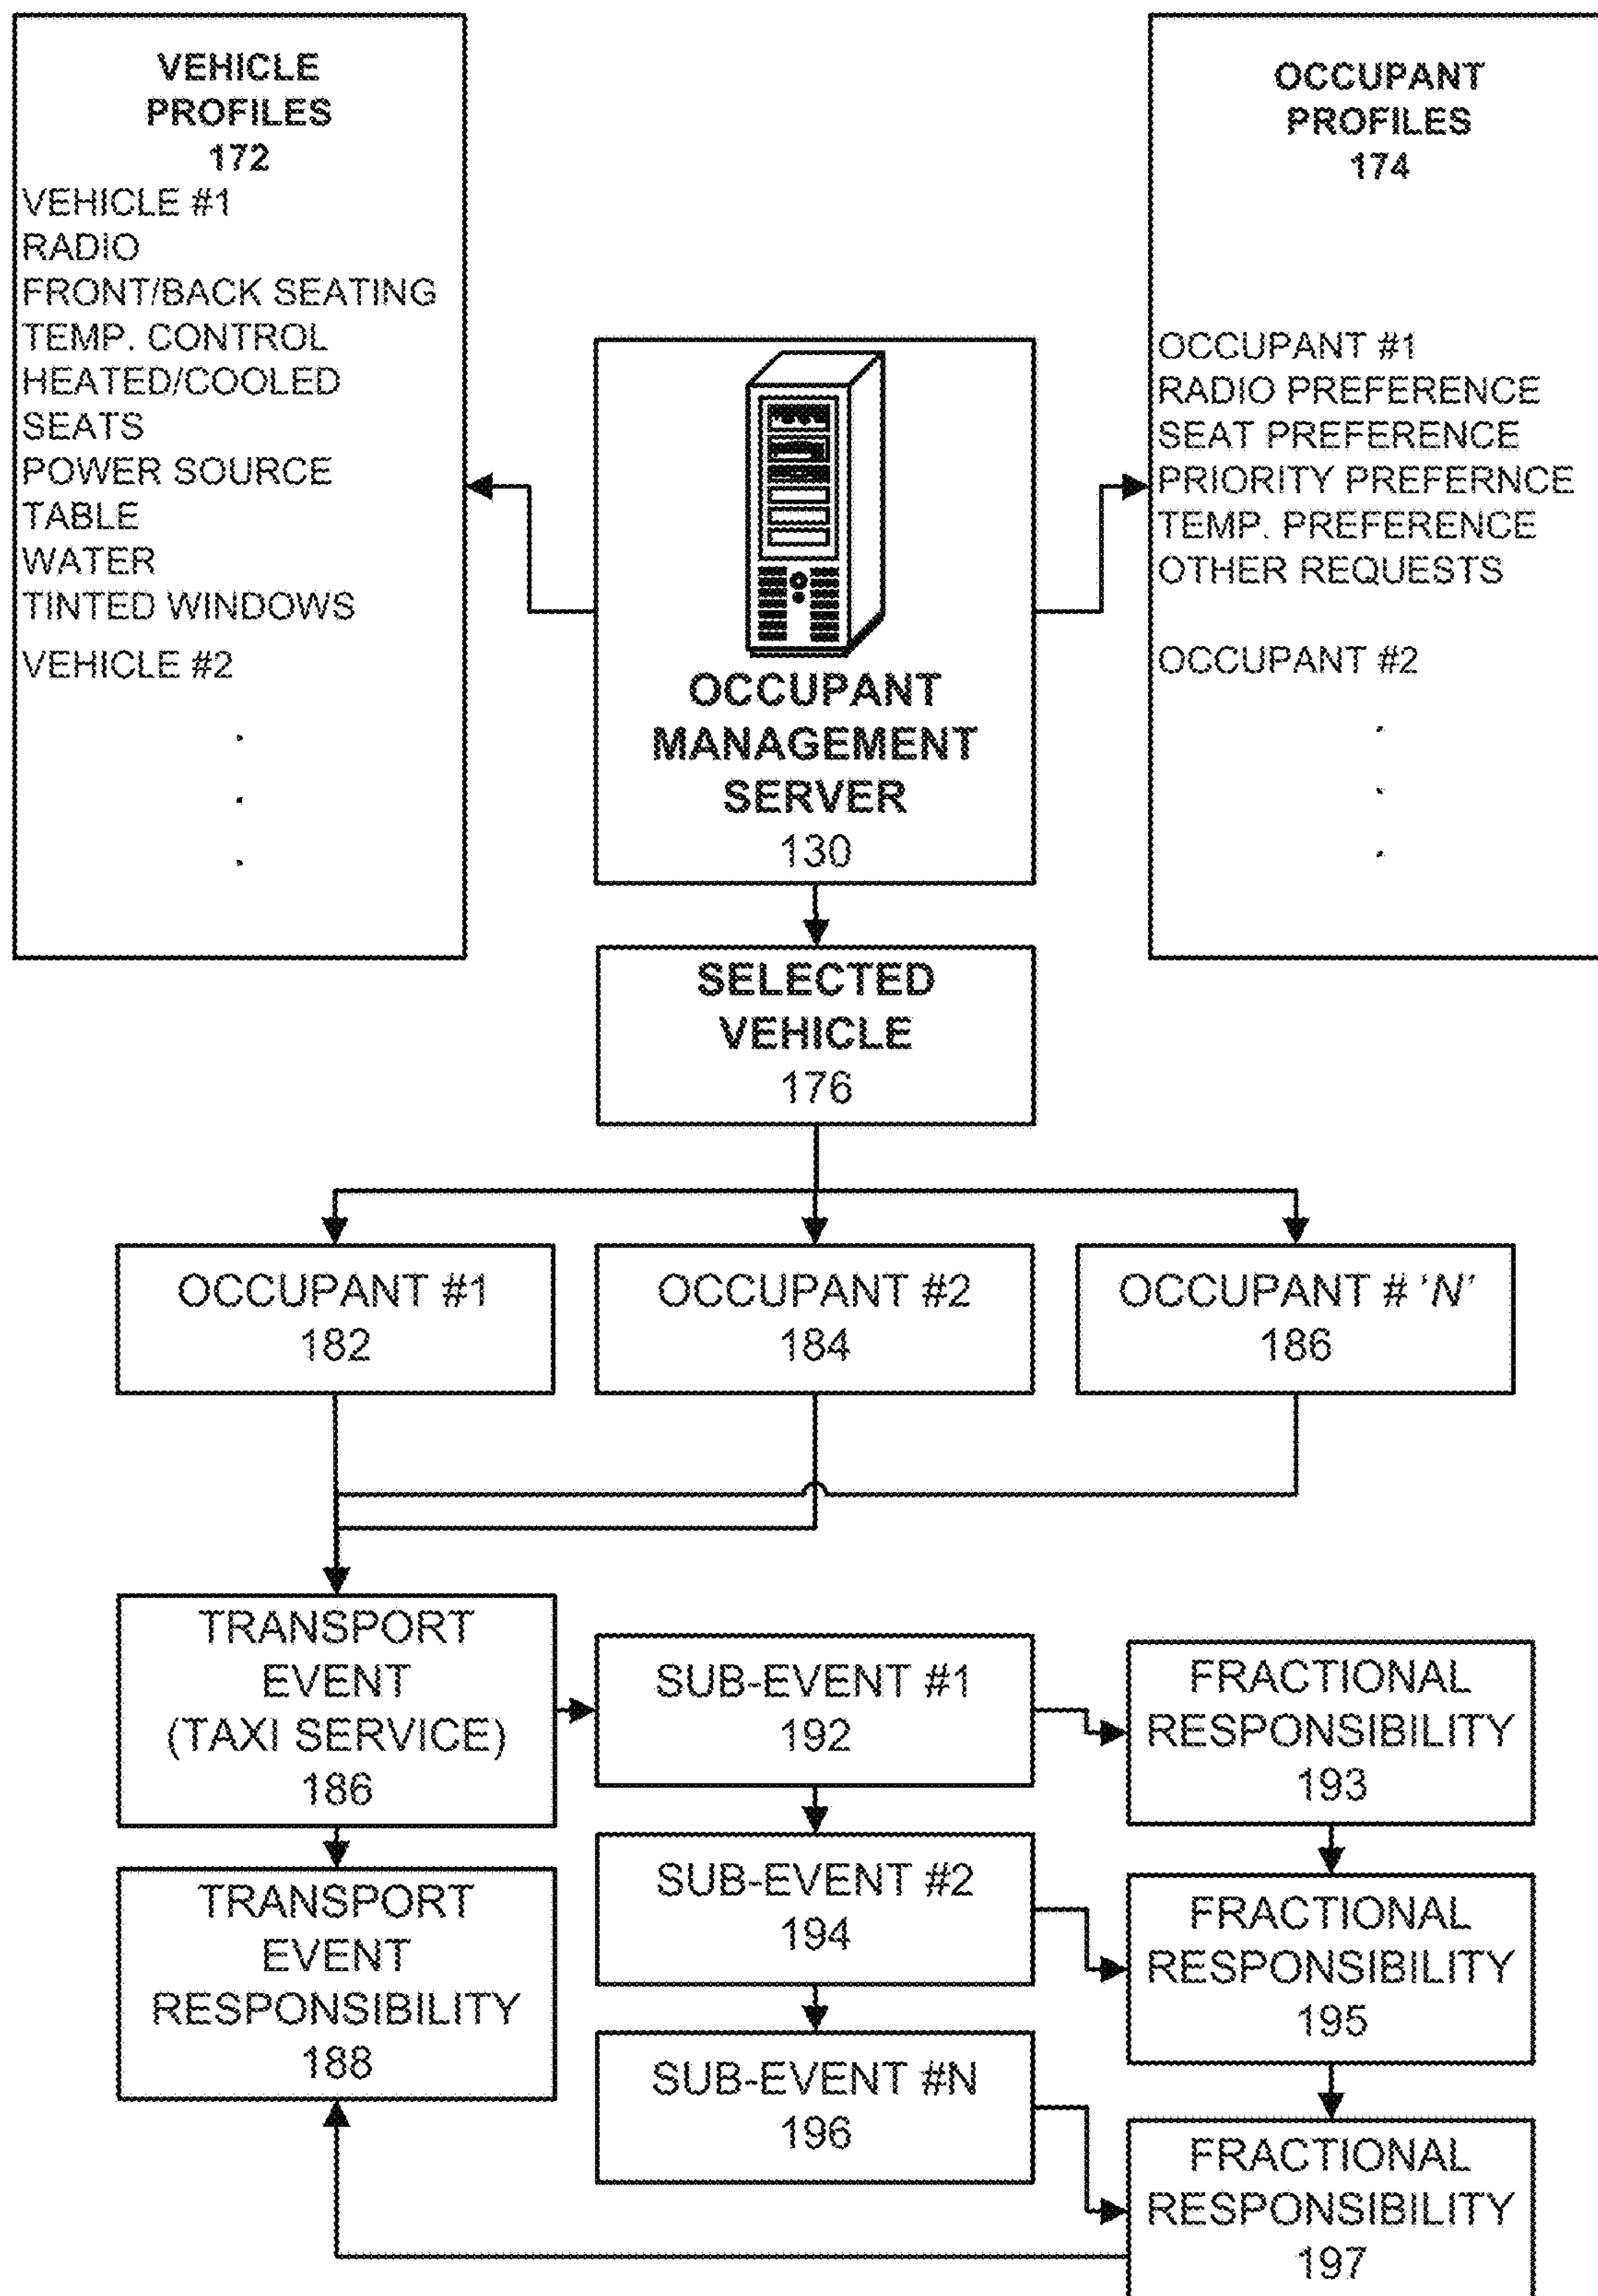 VEHICLE
PROFILES
172
VEHICLE #1
RADIO
FRONT/BACK SEATING
TEMP. CONTROL
HEATED/COOLED
SEATS
POWER SOURCE
TABLE
WATER
TINTED WINDOWS
VEHICLE #2
.
.
.
OCCUPANT
MANAGEMENT
SERVER
130
OCCUPANT
PROFILES
174
OCCUPANT #1
RADIO PREFERENCE
SEAT PREFERENCE
PRIORITY PREFERNCE
TEMP. PREFERENCE
OTHER REQUESTS
OCCUPANT #2
.
.
.
SELECTED
VEHICLE
176
OCCUPANT #1
182
OCCUPANT #2
184
OCCUPANT # 'N'
186
TRANSPORT
EVENT
(TAXI SERVICE)
186
TRANSPORT
EVENT
RESPONSIBILITY
188
SUB-EVENT #1
192
SUB-EVENT #2
194
SUB-EVENT #N
196
FRACTIONAL
RESPONSIBILITY
193
FRACTIONAL
RESPONSIBILITY
195
FRACTIONAL
RESPONSIBILITY
197